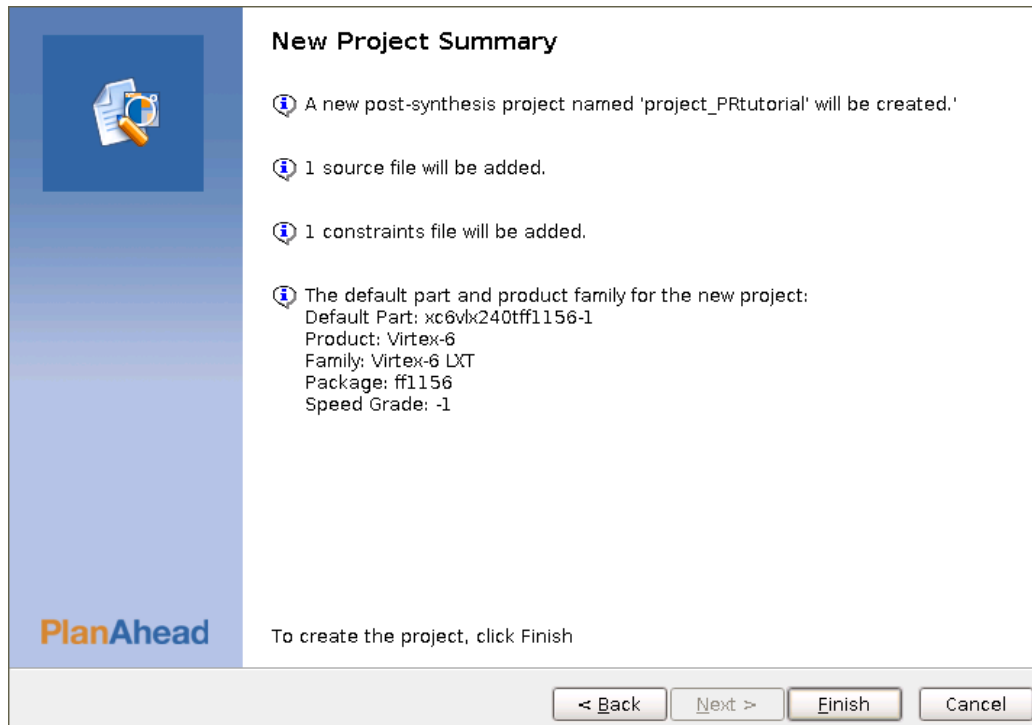 New Project Summary
A new post-synthesis project named 'project_PRtutorial' will be created.'
1 source file will be added.
1 constraints file will be added.
The default part and product family for the new project:
Default Part: xc6vlx240tff1156-1
Product: Virtex-6
Family: Virtex-6 LXT
Package: ff1156
Speed Grade: -1
PlanAhead
To create the project, click Finish
< Back
Next >
Finish
Cancel